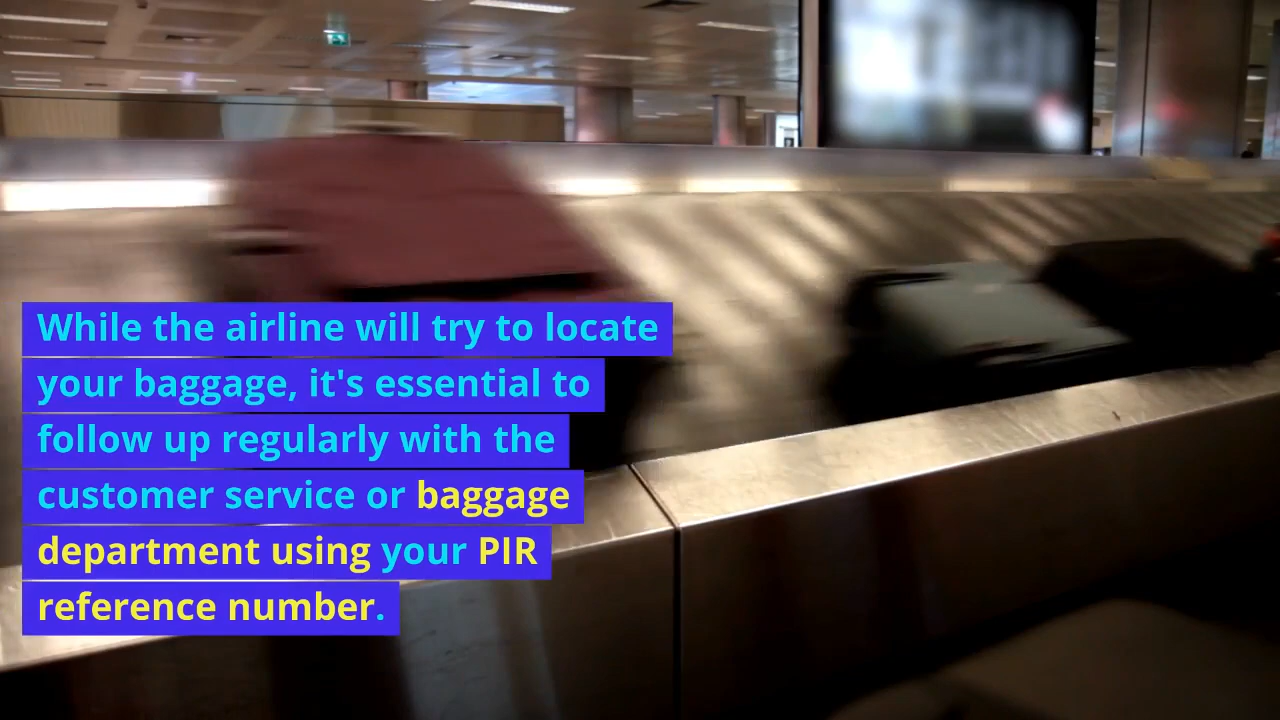 While the airline will try to locate
your baggage, it's essential to
follow up regularly with the
customer service or baggage
department using your PIR
reference number.